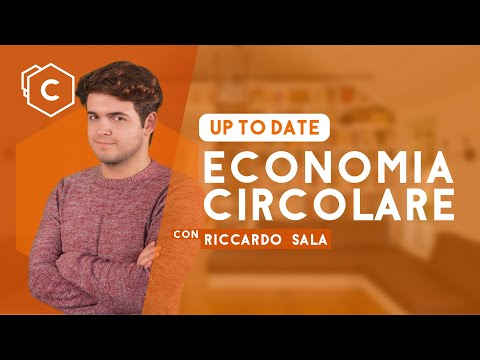 C
UP TO DATE
ECONOMIA
CIRCOLARE
CON RICCARDO SALA